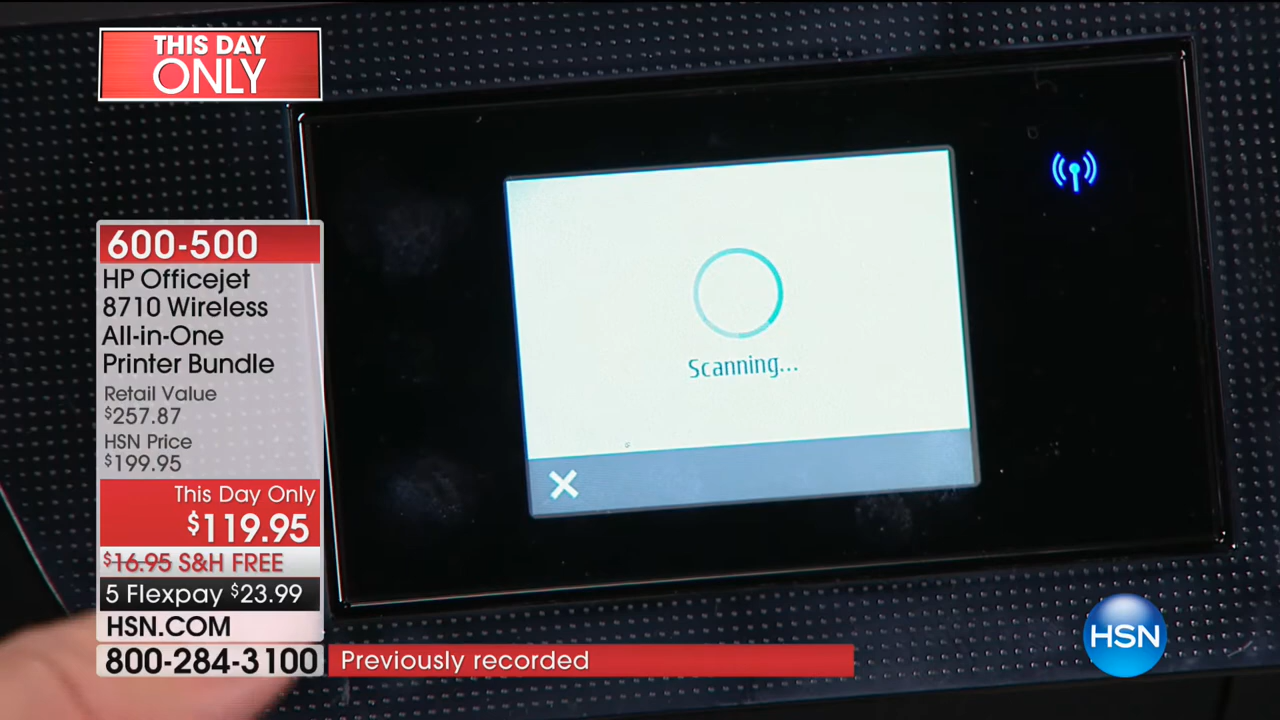 THIS DAY
ONLY
600-500
HP Officejet
8710 Wireless
All-in-One
Printer Bundle
Retail Value
$257.87
HSN Price
$199.95
This Day Only
$119.95
$16.95 S&H FREE
5 Flexpay $23.99
HSN.COM
800-284-3100
Previously recorded
Scanning...
HSN